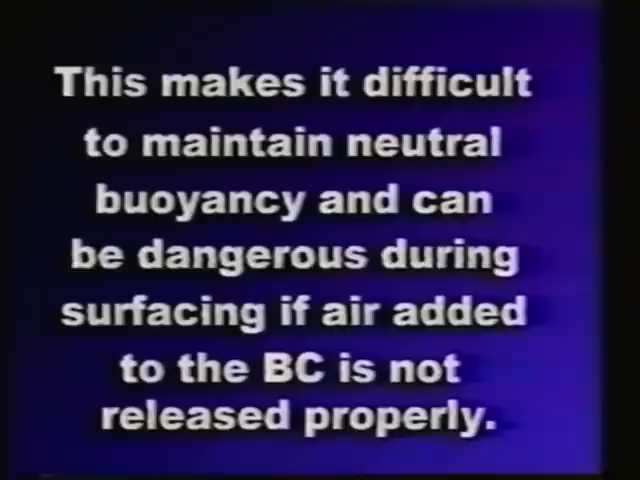 This makes it difficult
to maintain neutral
buoyancy and can
be dangerous during
surfacing if air added
to the BC is not
released properly.